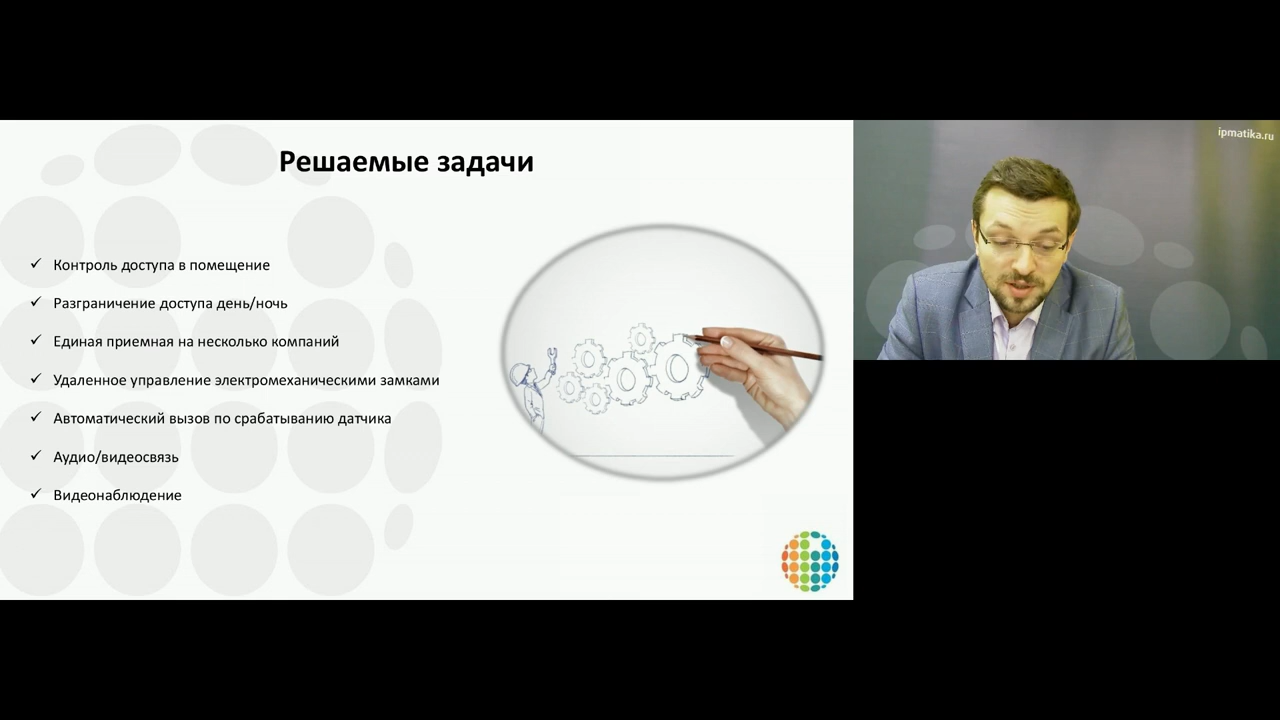 Решаемые задачи
Контроль доступа в помещение
Разграничение доступа день/ночь
Единая приемная на несколько компаний
Удаленное управление электромеханическими замками
Автоматический вызов по срабатыванию датчика
Аудио/видеосвязь
Видеонаблюдение
ipmatika.ru